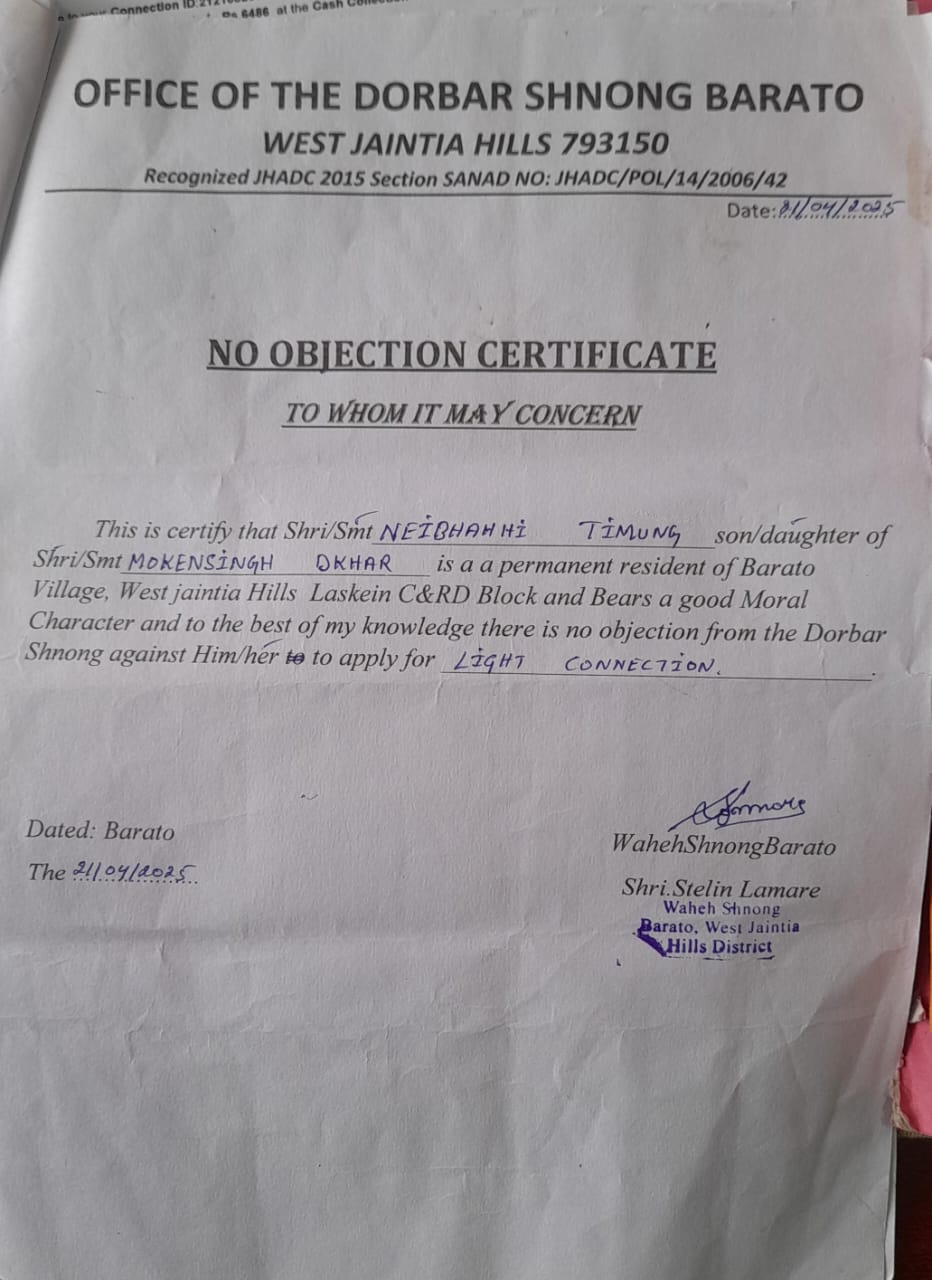 Connection ID:
Rs 6486 at the Cash
OFFICE OF THE DORBAR SHNONG BARATO
WEST JAINTIA HILLS 793150
Recognized JHADC 2015 Section SANAD NO: JHADC/POL/14/2006/42
Date:21/04/2025
NO OBJECTION CERTIFICATE
TO WHOM IT MAY CONCERN
This is certify that Shri/Smt NEIBHAHHI TIMUNG son/daughter of
Shri/Smt MOKENSINGH DKHAR is a a permanent resident of Barato
Village, West jaintia Hills Laskein C&RD Block and Bears a good Moral
Character and to the best of my knowledge there is no objection from the Dorbar
Shnong against Him/her to to apply for LIGHT CONNECTION.
Lamare
WahehShnongBarato
Dated: Barato
The 21/04/2025
Shri.Stelin Lamare
Waheh Shnong
Barato, West Jaintia
Hills District